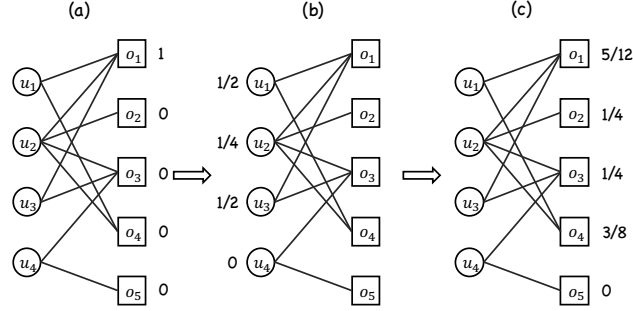 (a)
u₁
u₂
u₃
u₄
o₁ 1
o₂ 0
o₃ 0
o₄ 0
o₅ 0
(b)
1/2 u₁
1/4 u₂
1/2 u₃
0 u₄
o₁
o₂
o₃
o₄
o₅
(c)
u₁
u₂
u₃
u₄
o₁ 5/12
o₂ 1/4
o₃ 1/4
o₄ 3/8
o₅ 0